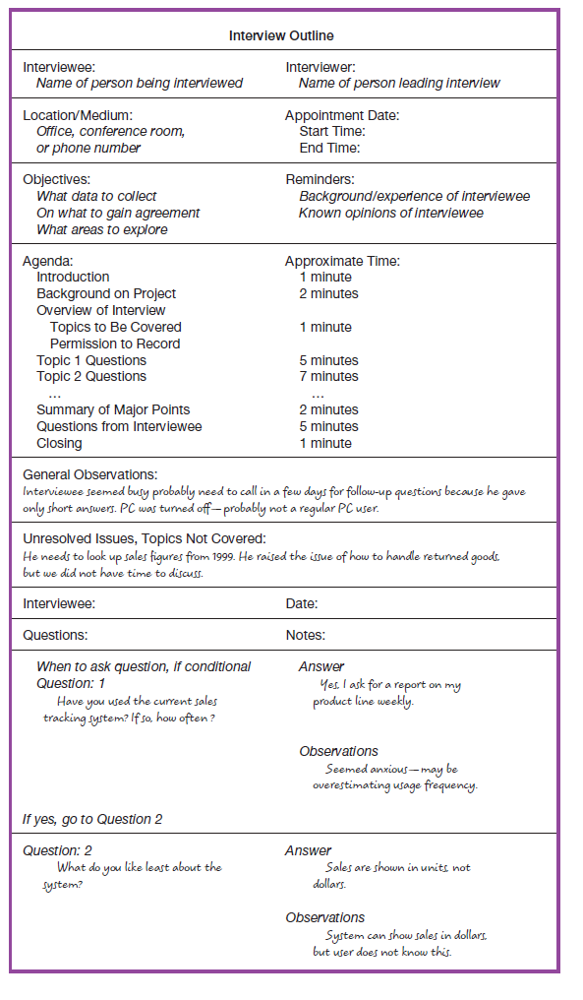 Interview Outline
Interviewee: Interviewer:
Name of person being interviewed Name of person leading interview
Location/Medium: Appointment Date:
Office, conference room, Start Time:
or phone number End Time:
Objectives: Reminders:
What data to collect Background/experience of interviewee
On what to gain agreement Known opinions of interviewee
What areas to explore
Agenda: Approximate Time:
Introduction 1 minute
Background on Project 2 minutes
Overview of Interview
Topics to Be Covered 1 minute
Permission to Record
Topic 1 Questions 5 minutes
Topic 2 Questions 7 minutes
… …
Summary of Major Points 2 minutes
Questions from Interviewee 5 minutes
Closing 1 minute
General Observations:
Interviewee seemed busy probably need to call in a few days for follow-up questions because he gave
only short answers. PC was turned off—probably not a regular PC user.
Unresolved Issues, Topics Not Covered:
He needs to look up sales figures from 1999. He raised the issue of how to handle returned goods,
but we did not have time to discuss.
Interviewee: Date:
Questions: Notes:
When to ask question, if conditional Answer
Question: 1 Yes, I ask for a report on my
Have you used the current sales product line weekly.
tracking system? If so, how often?
Observations
Seemed anxious—may be
overestimating usage frequency.
If yes, go to Question 2
Question: 2 Answer
What do you like least about the Sales are shown in units, not
system? dollars.
Observations
System can show sales in dollars,
but user does not know this.